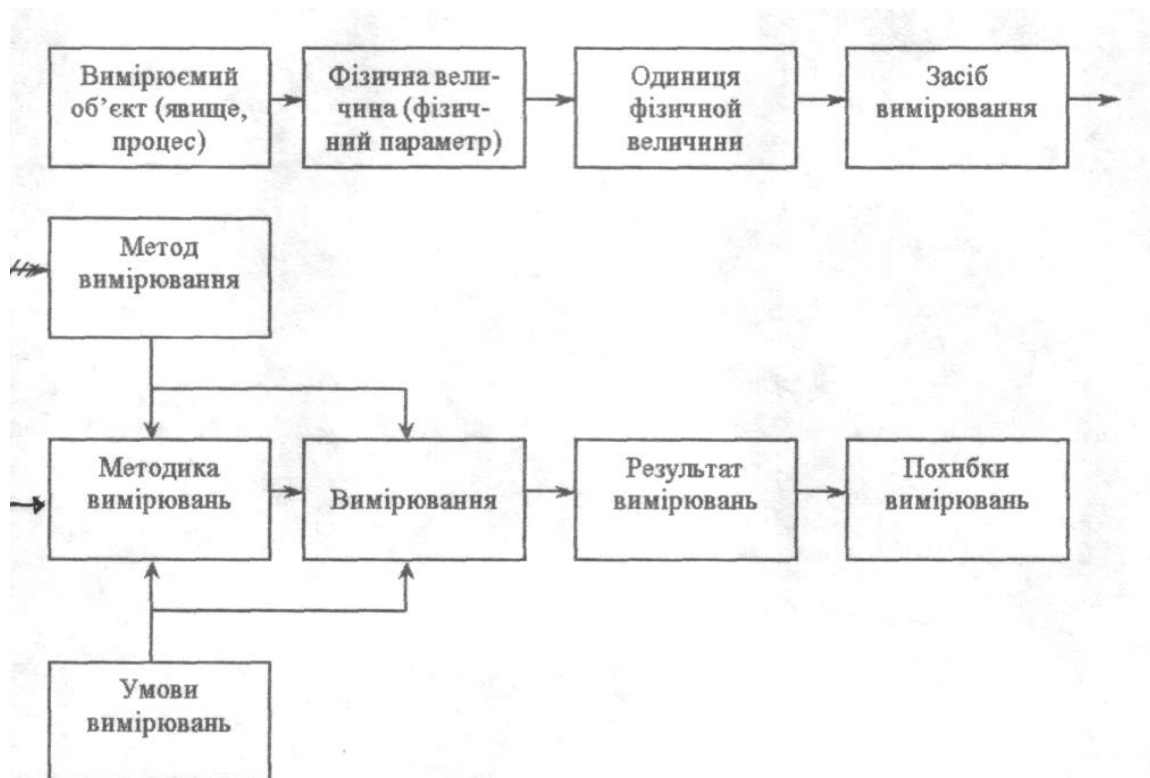 Вимірюємий
об’єкт (явище,
процес)
Фізична вели-
чина (фізич-
ний параметр)
Одиниця
фізичної
величини
Засіб
вимірювання
Метод
вимірювання
Методика
вимірювань
Вимірювання
Результат
вимірювань
Похибки
вимірювань
Умови
вимірювань